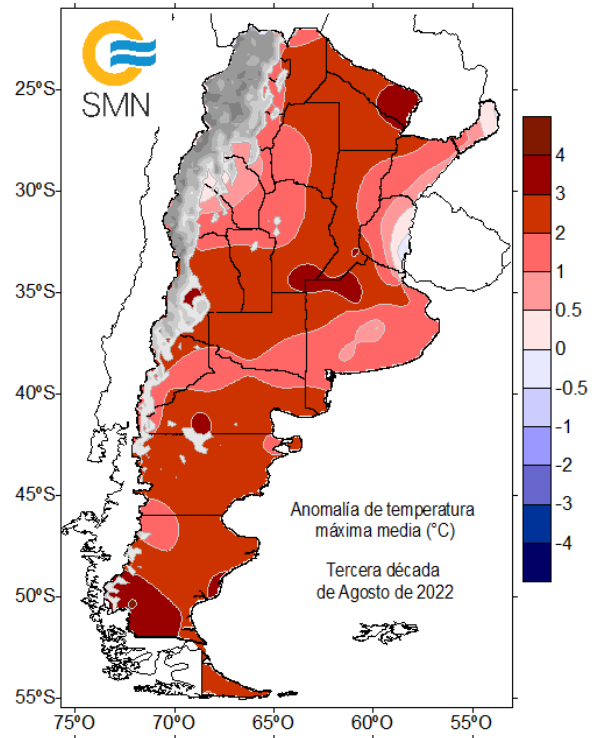 SMN
25°S
30°S
35°S
40°S
45°S
50°S
55°S
75°O
70°O
65°O
60°O
55°O
4
3
2
1
0.5
0
-0.5
-1
-2
-3
-4
Anomalía de temperatura
máxima media (°C)
Tercera década
de Agosto de 2022